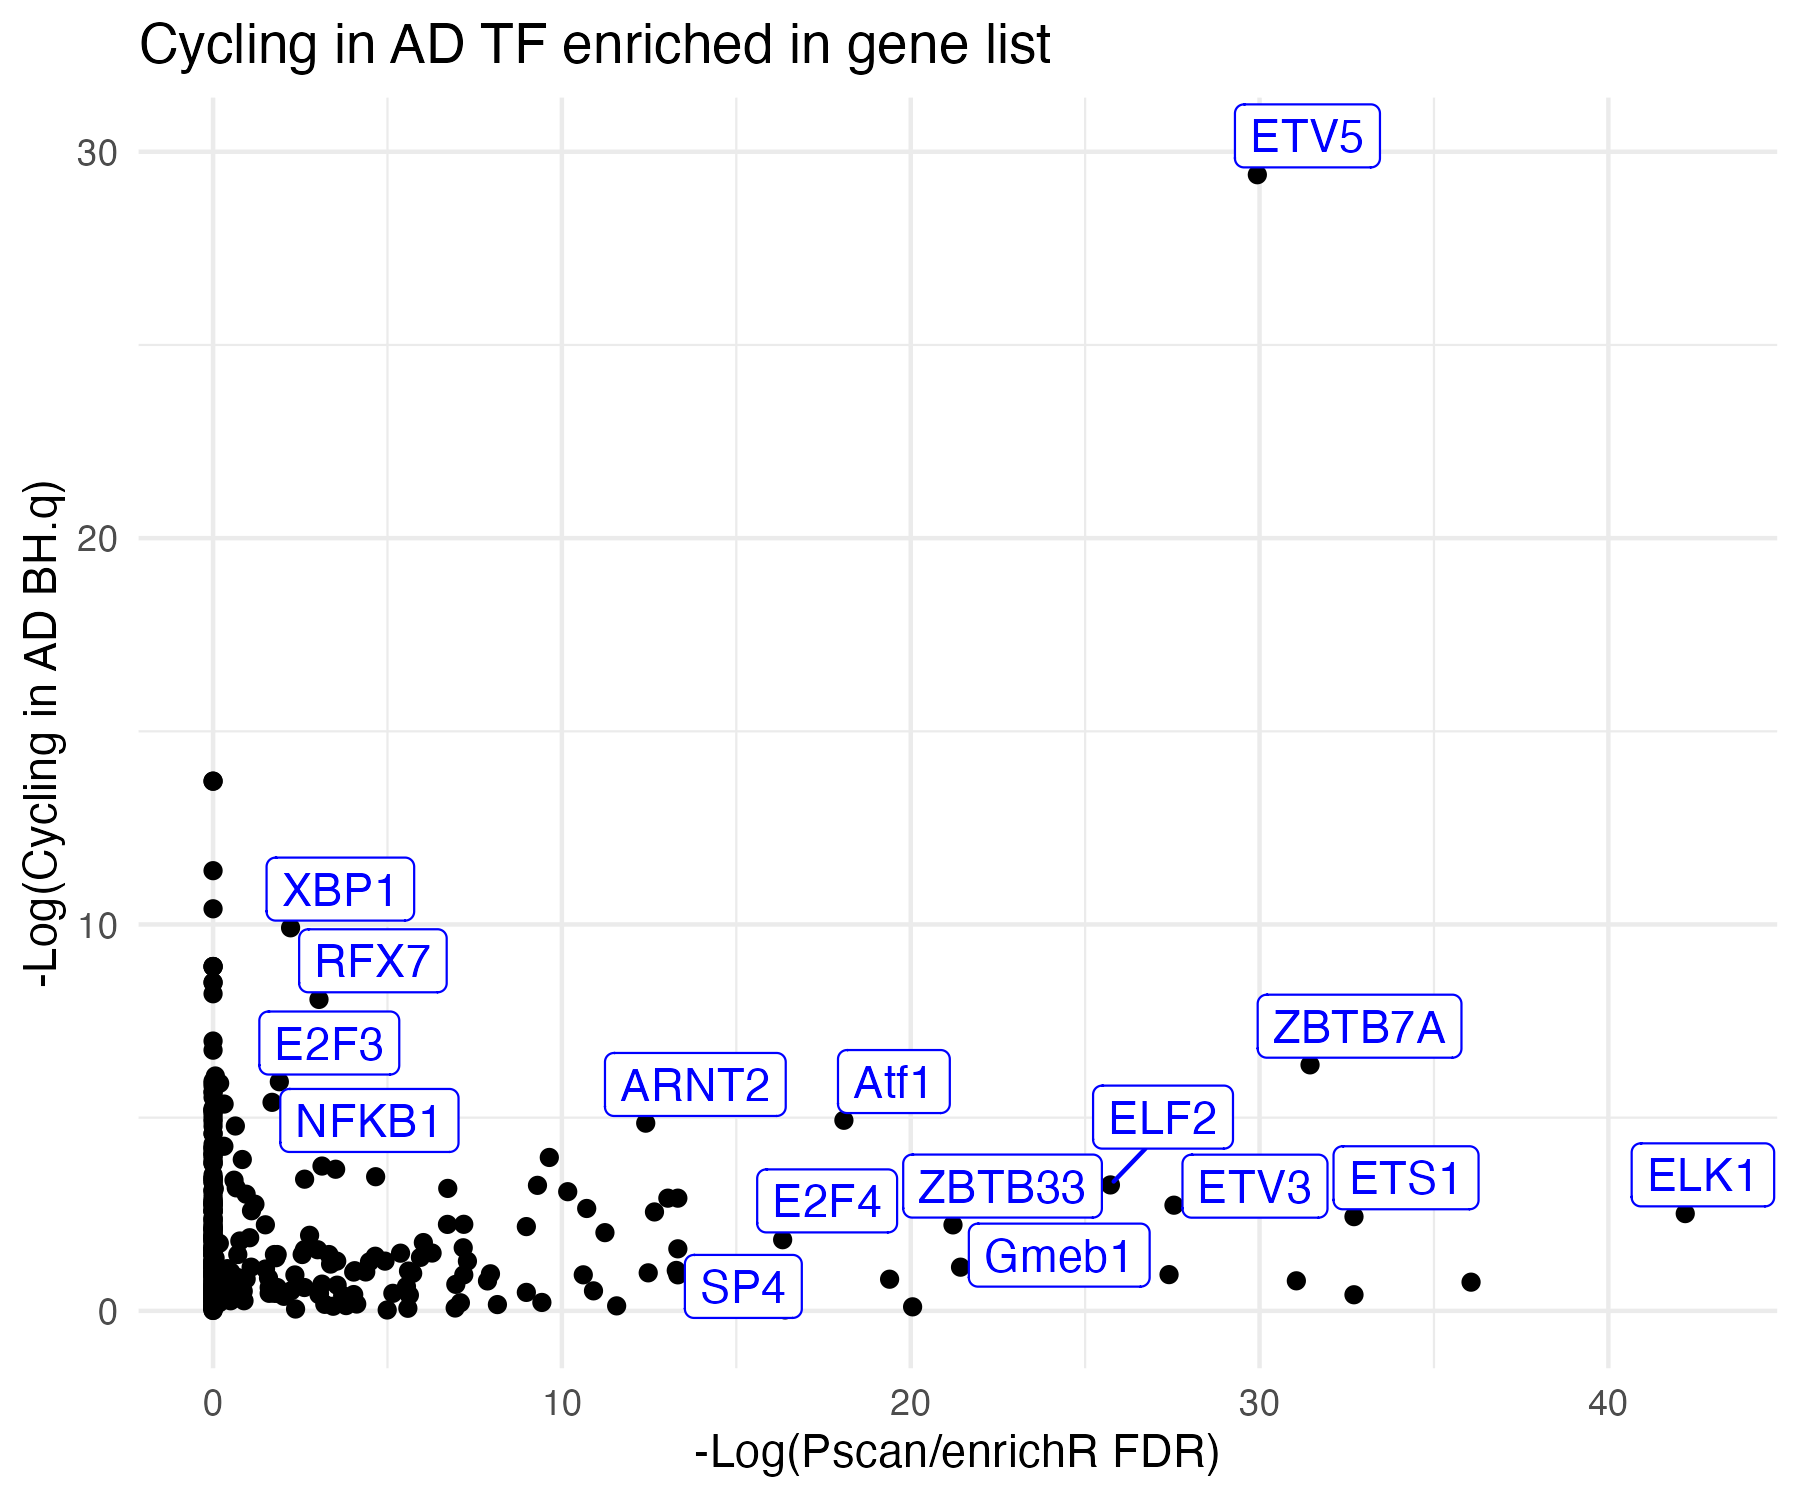 Cycling in AD TF enriched in gene list
ETV5
30
20
-Log(Cycling in AD BH.q)
XBP1
10
RFX7
ZBTB7A
E2F3
ARNT2
Atf1
NFKB1
ELF2
E2F4
ZBTB33
ETV3
ETS1
ELK1
Gmeb1
SP4
0
0 10 20 30 40
-Log(Pscan/enrichR FDR)